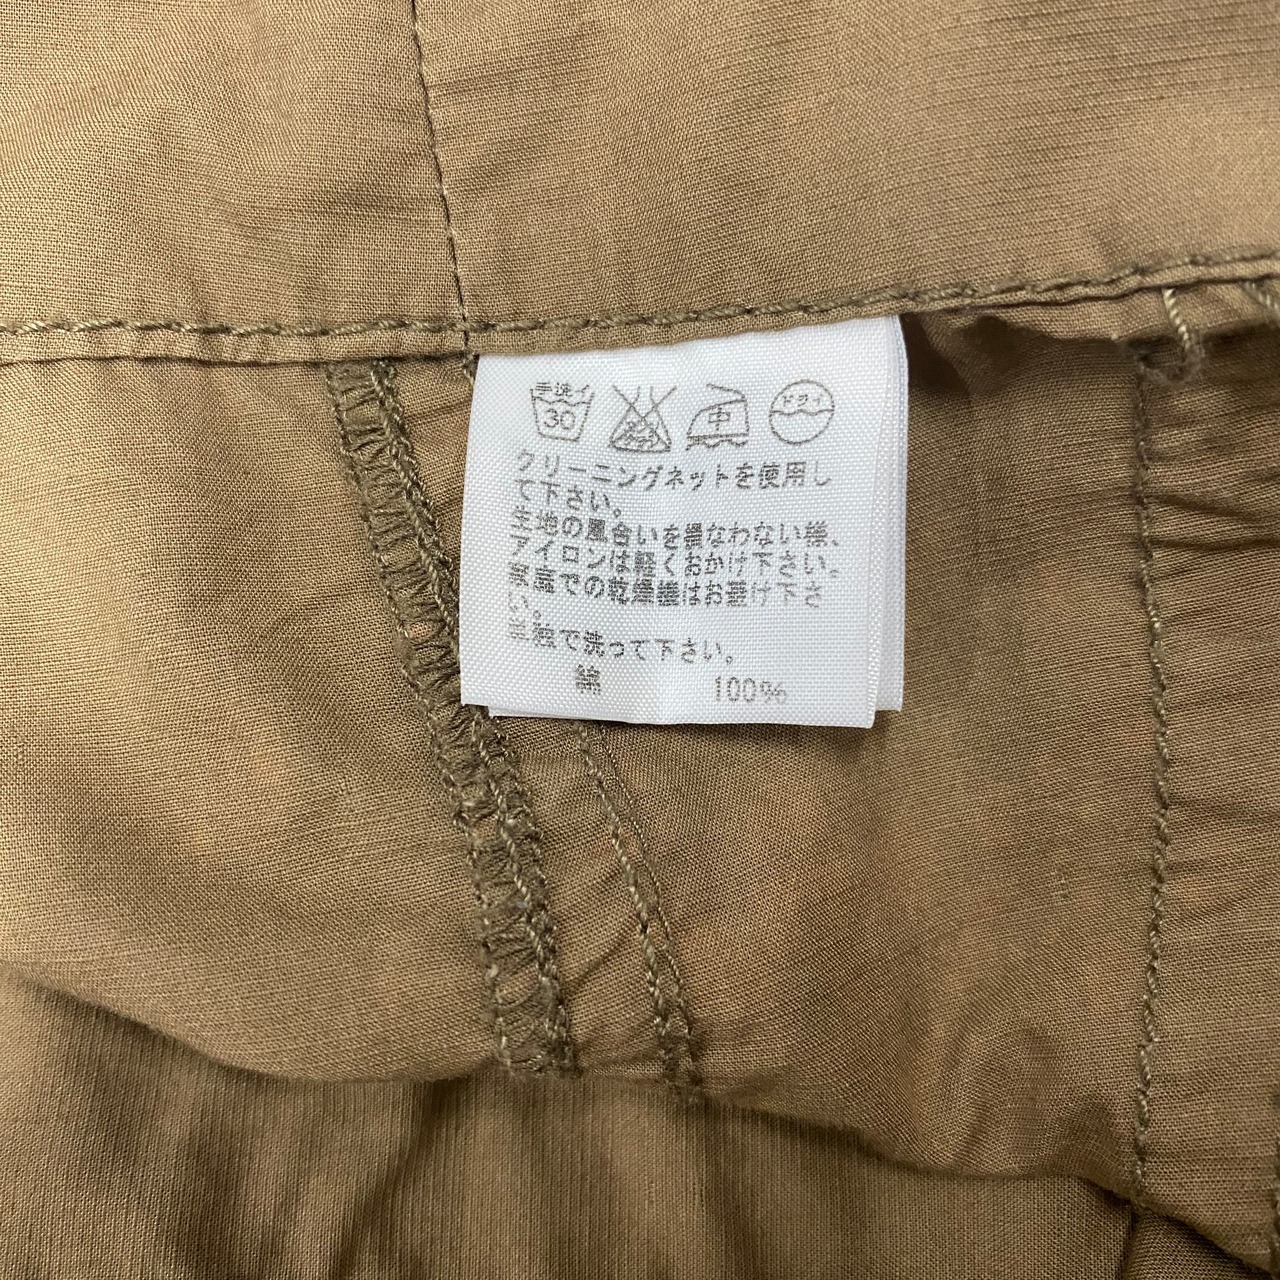 手洗イ
30
中
ドライ
クリーニングネットを使用し
て下さい。
生地の風合いを損なわない様、
アイロンは軽くおかけ下さい。
家庭での乾燥機はお避け下さ
い。
単独で洗って下さい。
綿 100%